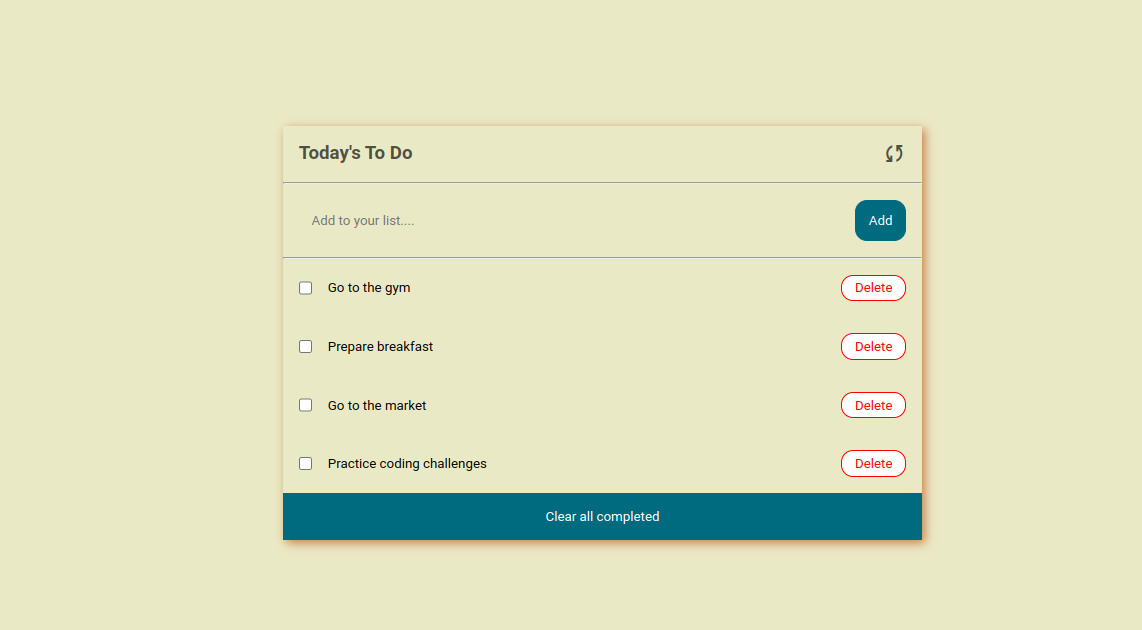 Today's To Do
Add to your list....
Add
Go to the gym
Delete
Prepare breakfast
Delete
Go to the market
Delete
Practice coding challenges
Delete
Clear all completed